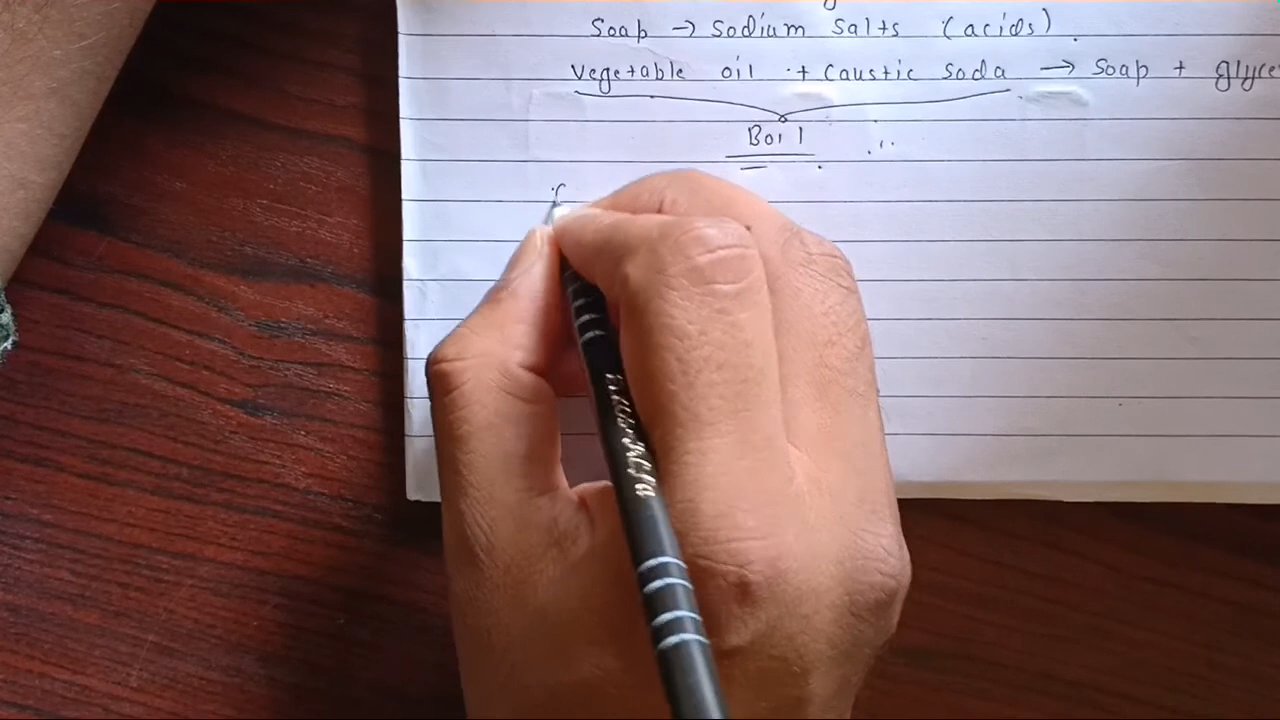 Soap → sodium salts (acids)
vegetable oil + caustic soda → soap + glyce
Boil